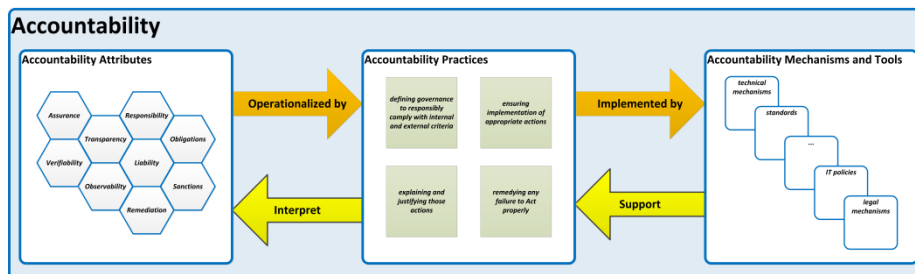 Accountability
Accountability Attributes
Assurance
Responsibility
Transparency
Obligations
Verifiability
Liability
Observability
Sanctions
Remediation
Operationalized by
Interpret
Accountability Practices
defining governance
to responsibly
comply with internal
and external criteria
ensuring
implementation of
appropriate actions
explaining and
justifying those
actions
remedying any
failure to Act
properly
Implemented by
Support
Accountability Mechanisms and Tools
technical
mechanisms
standards
...
IT policies
legal
mechanisms